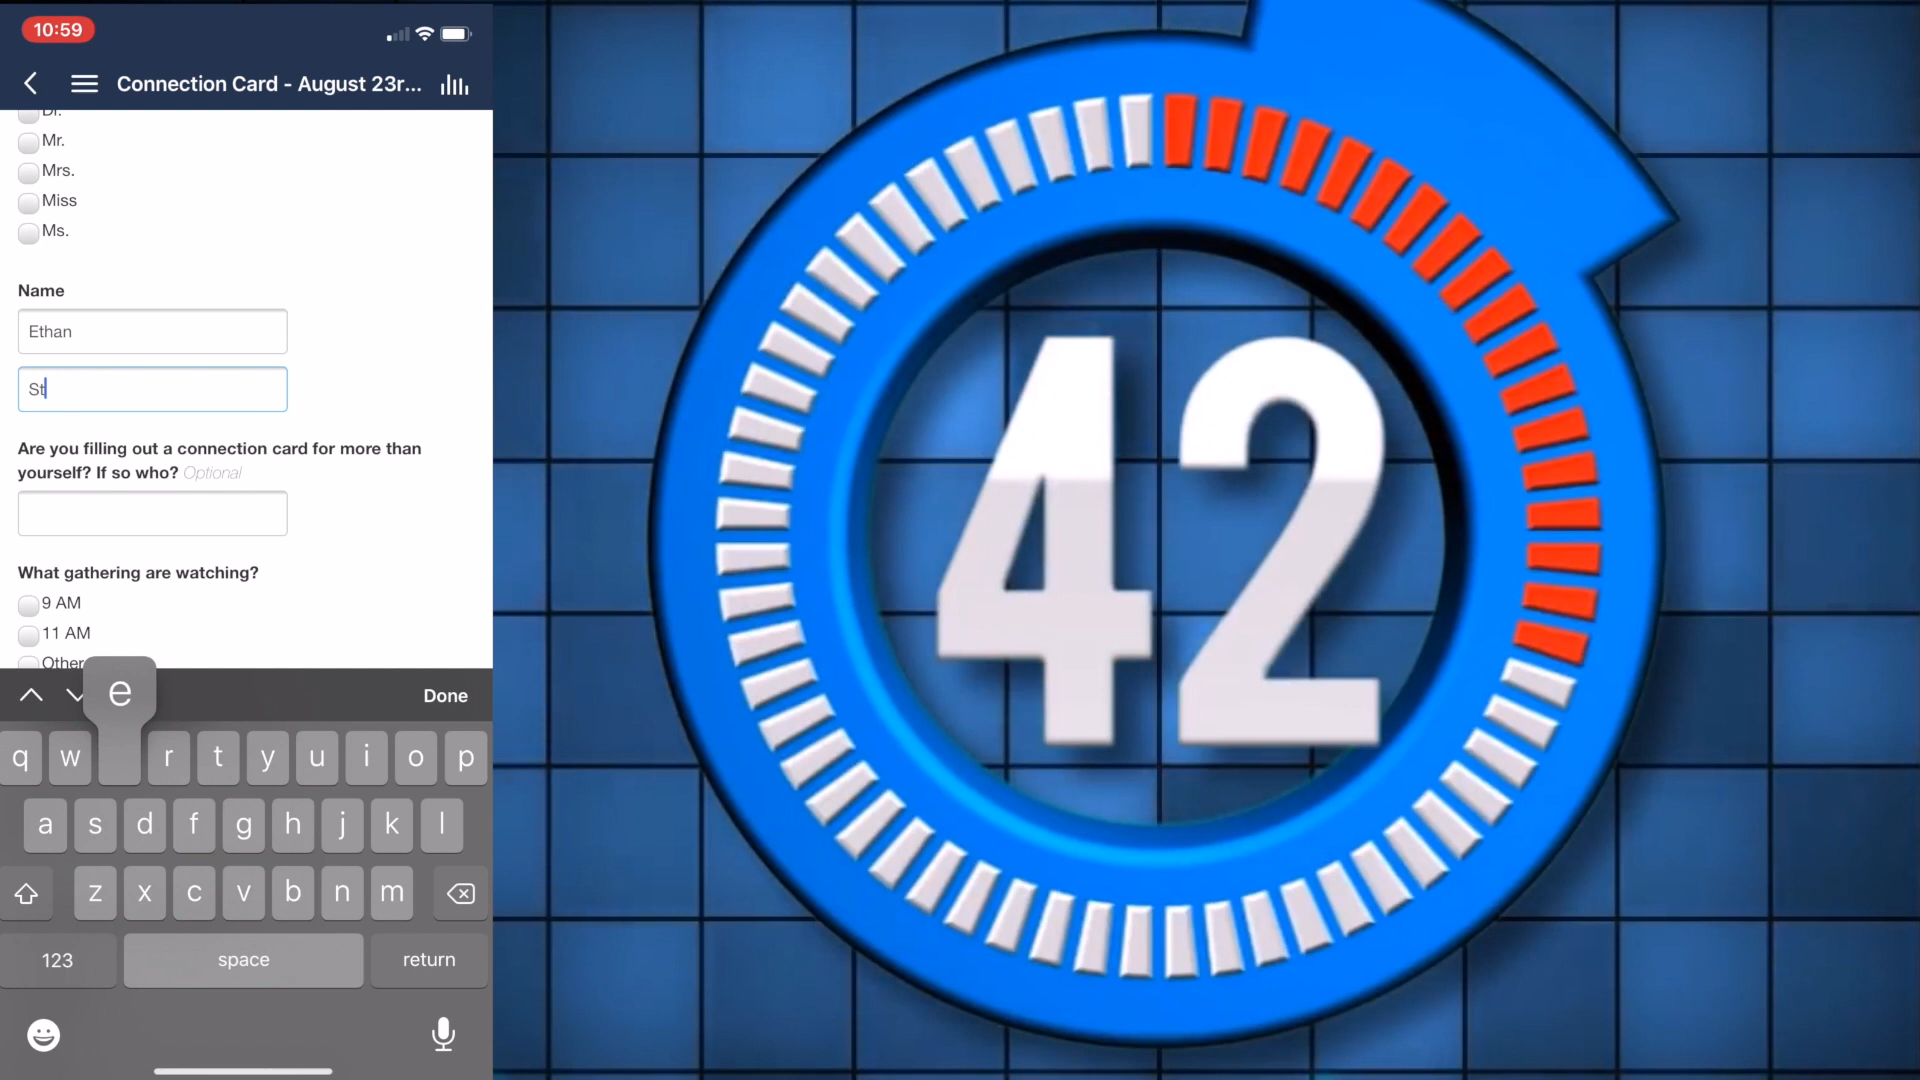 10:59
Connection Card - August 23r...
Dr.
Mr.
Mrs.
Miss
Ms.
Name
Ethan
St
Are you filling out a connection card for more than
yourself? If so who? Optional
What gathering are watching?
9 AM
11 AM
Other
e
Done
q w r t y u i o p
a s d f g h j k l
z x c v b n m
123 space return
42